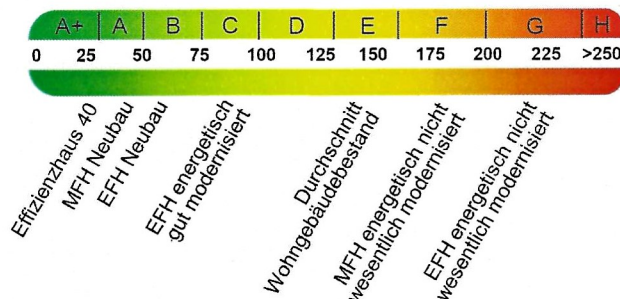 A+ A B C D E F G H
0 25 50 75 100 125 150 175 200 225 >250
Effizienzhaus 40
MFH Neubau
EFH Neubau
EFH energetisch
gut modernisiert
Durchschnitt
Wohngebäudebestand
MFH energetisch nicht
wesentlich modernisiert
EFH energetisch nicht
wesentlich modernisiert